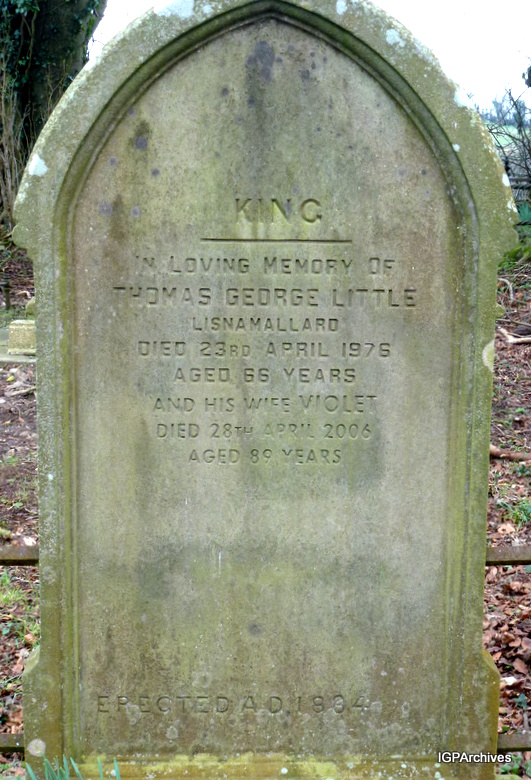 KING
IN LOVING MEMORY OF
THOMAS GEORGE LITTLE
LISNAMALLARD
DIED 23RD APRIL 1976
AGED 66 YEARS
AND HIS WIFE VIOLET
DIED 28TH APRIL 2006
AGED 89 YEARS
ERECTED A.D. 1934
IGPArchives